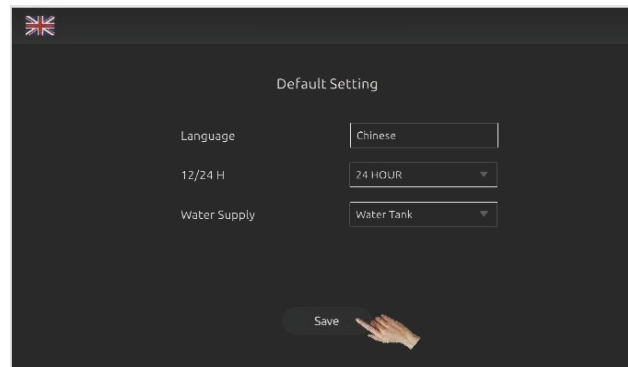 Default Setting
Language Chinese
12/24 H 24 HOUR
Water Supply Water Tank
Save